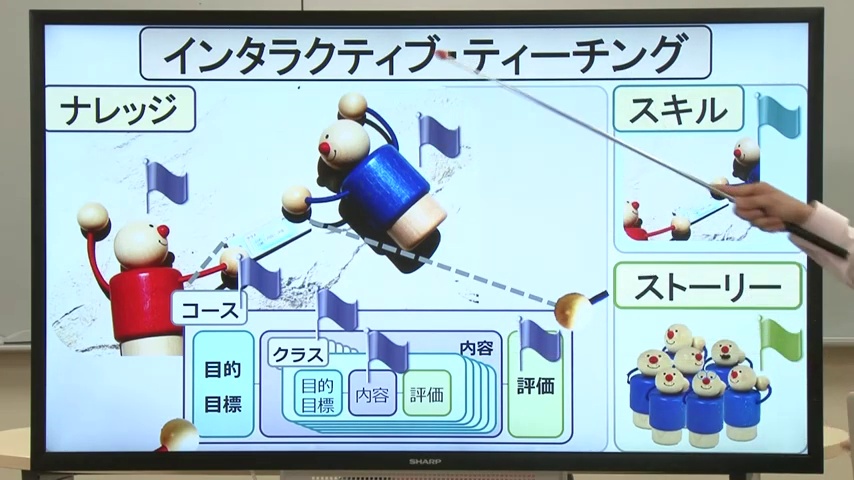 インタラクティブ・ティーチング
ナレッジ
スキル
コース
ストーリー
クラス
内容
目的
目標
目的
目標
内容
評価
評価
SHARP